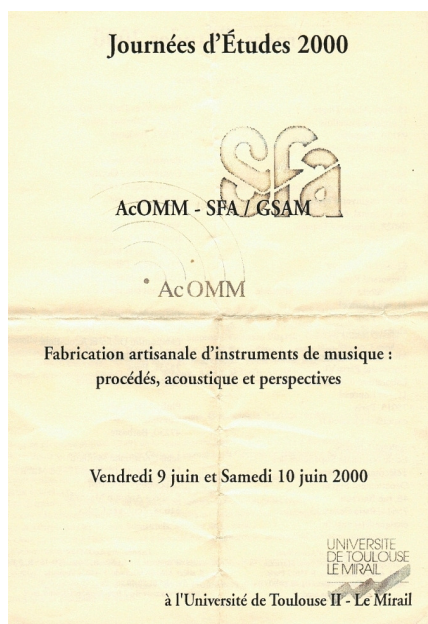 Journées d'Études 2000
sfa
AcOMM - SFA / GSAM
AcOMM
Fabrication artisanale d'instruments de musique :
procédés, acoustique et perspectives
Vendredi 9 juin et Samedi 10 juin 2000
UNIVERSITE
DE TOULOUSE
LE MIRAIL
à l'Université de Toulouse II - Le Mirail